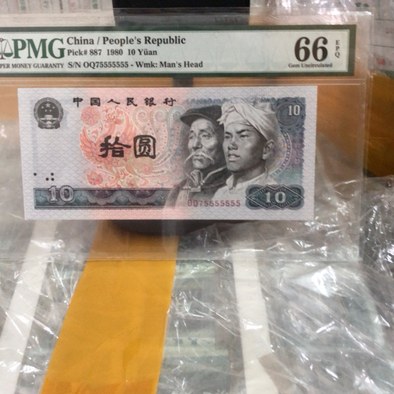 PMG
PAPER MONEY GUARANTY
China / People's Republic
Pick# 887 1980 10 Yüan
S/N OQ75555555 - Wmk: Man's Head
66 EPQ
Gem Uncirculated
中国人民银行
10
拾圆
OQ75555555
10
10